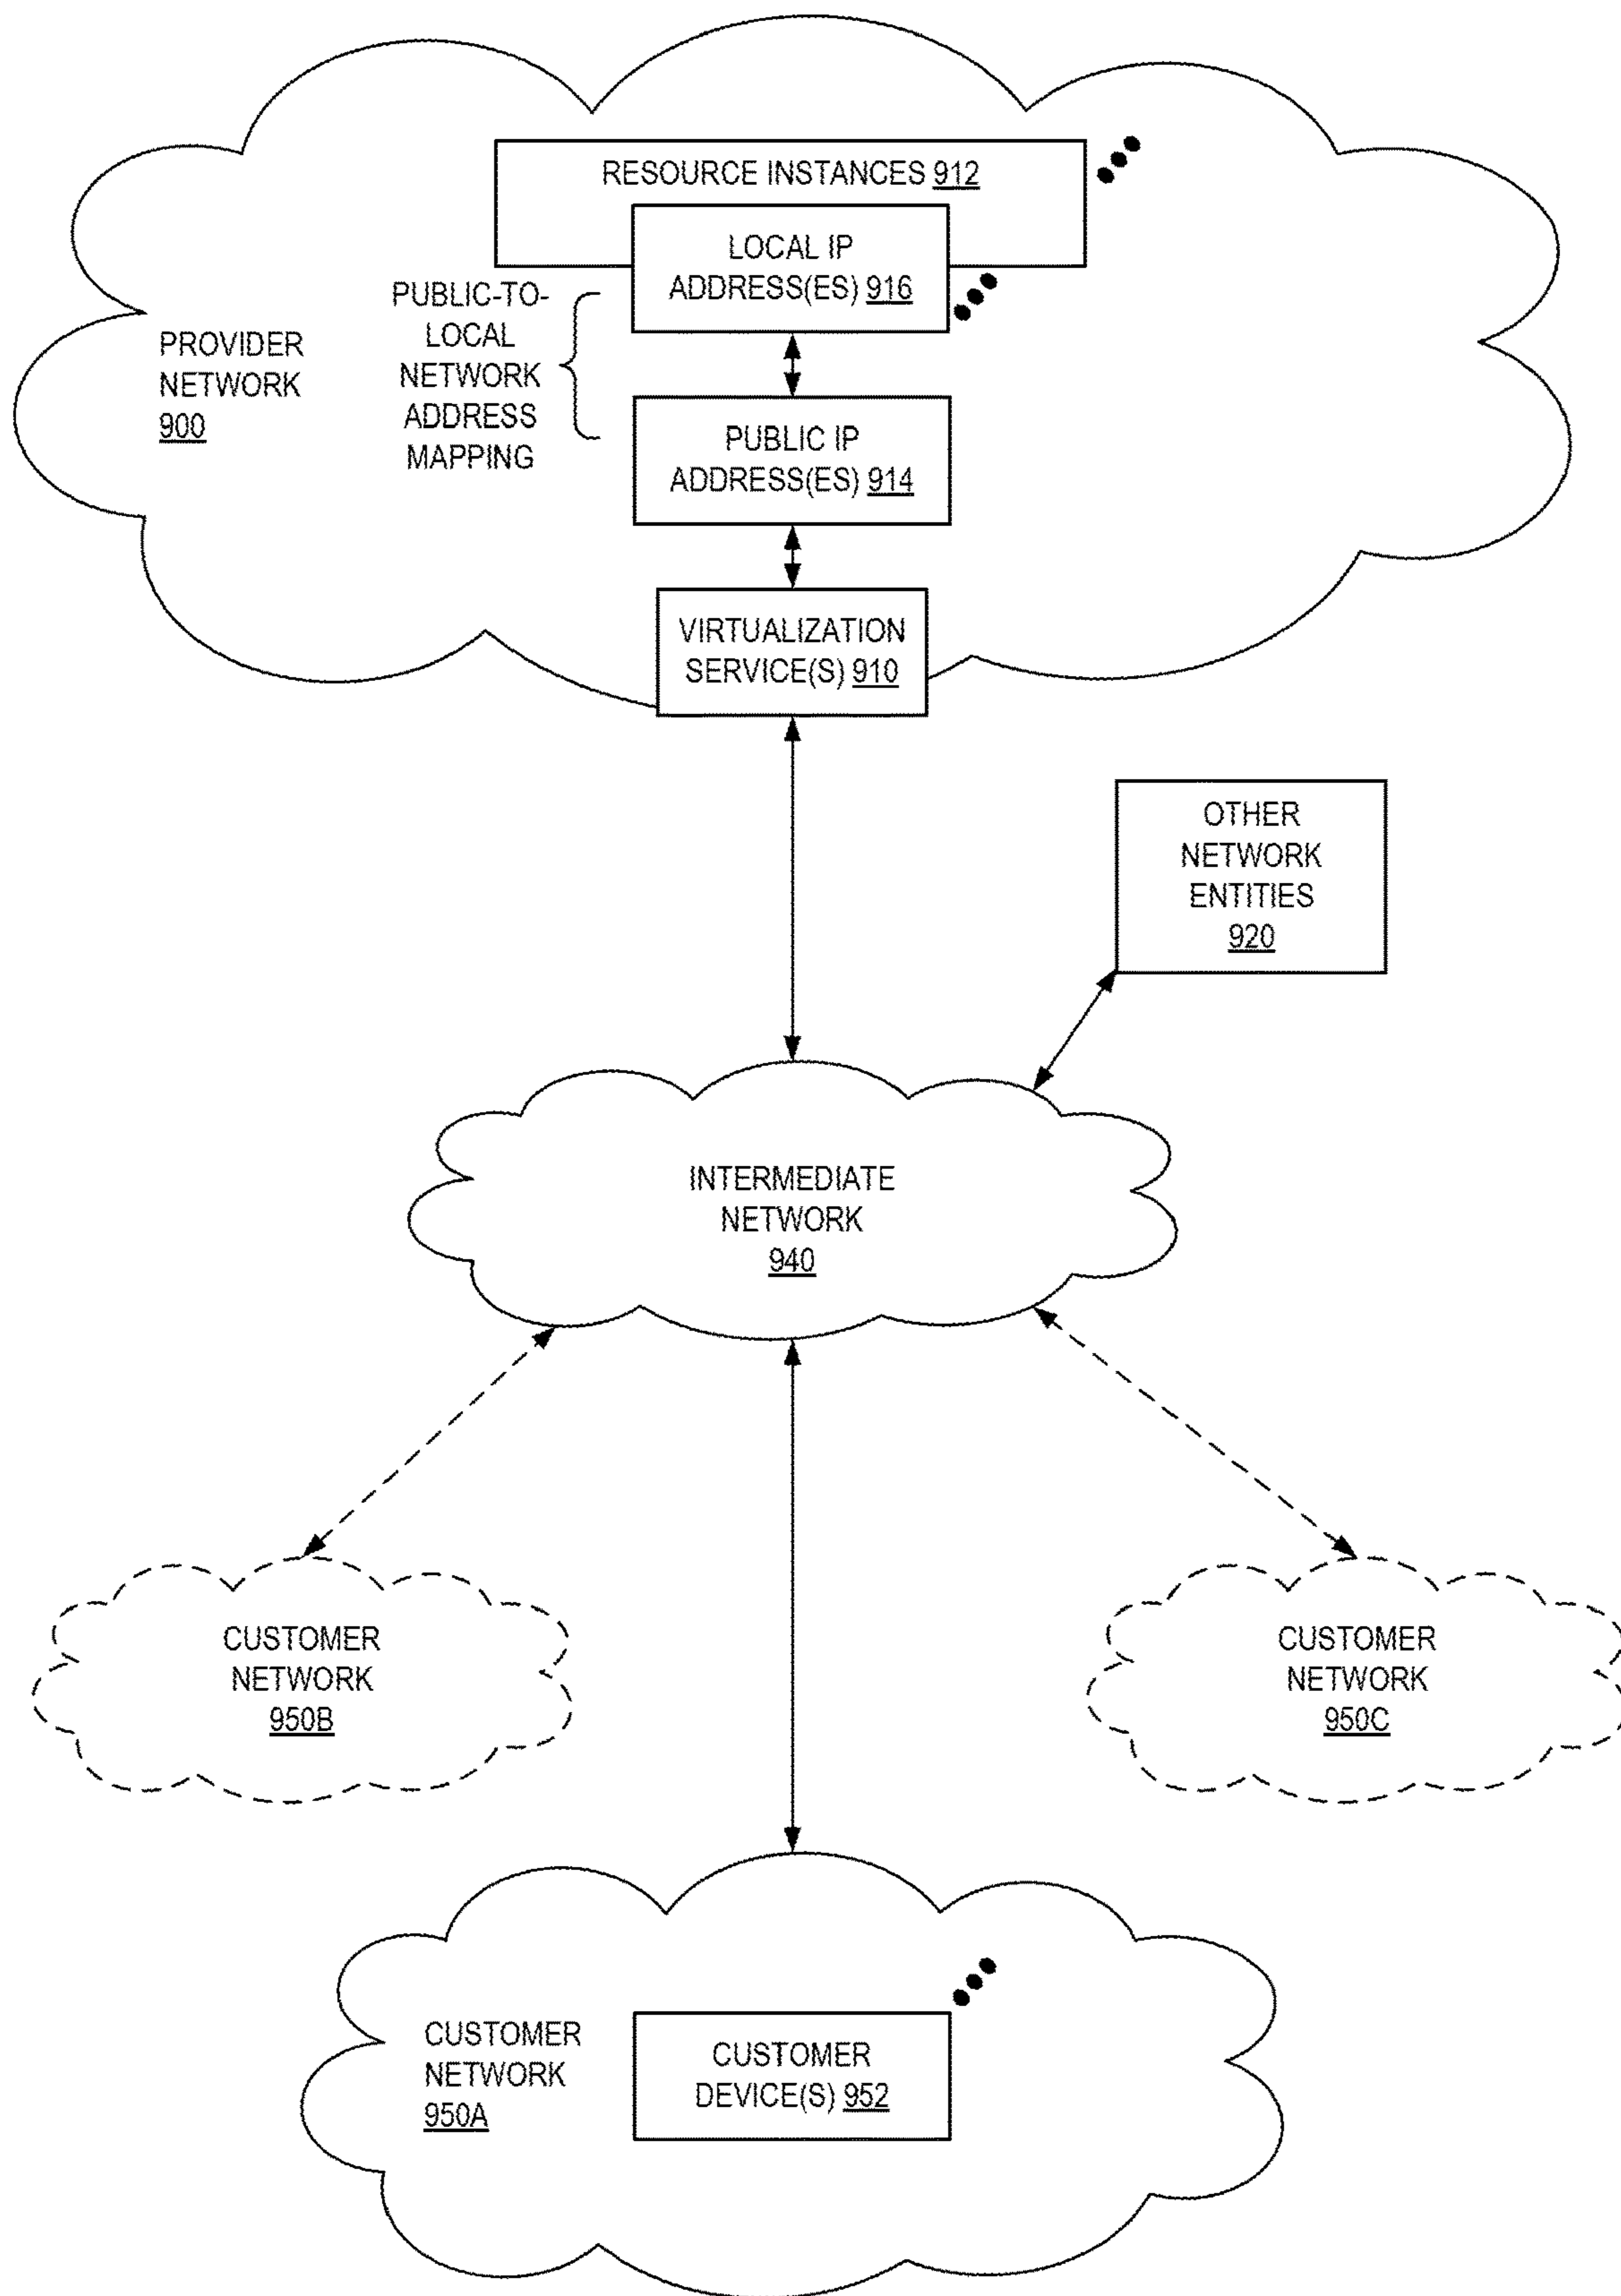 RESOURCE INSTANCES 912
LOCAL IP
ADDRESS(ES) 916
PUBLIC-TO-
LOCAL
NETWORK
ADDRESS
MAPPING
PROVIDER
NETWORK
900
PUBLIC IP
ADDRESS(ES) 914
VIRTUALIZATION
SERVICE(S) 910
OTHER
NETWORK
ENTITIES
920
INTERMEDIATE
NETWORK
940
CUSTOMER
NETWORK
950B
CUSTOMER
NETWORK
950C
CUSTOMER
NETWORK
950A
CUSTOMER
DEVICE(S) 952